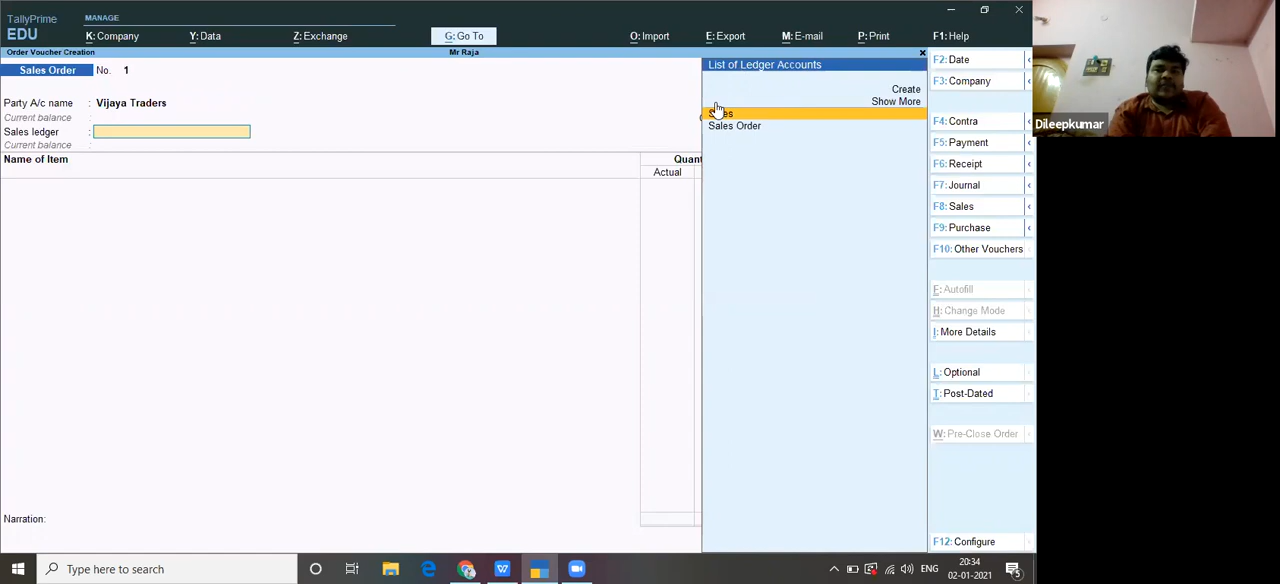 TallyPrime
EDU
MANAGE
K: Company
Y: Data
Z: Exchange
G: Go To
O: Import
E: Export
M: E-mail
P: Print
F1: Help
Order Voucher Creation
Mr Raja
Sales Order No. 1
Party A/c name : Vijaya Traders
Current balance :
Sales ledger :
Current balance :
Name of Item
Actual
Narration:
List of Ledger Accounts
Create
Show More
Sales Order
F2: Date
F3: Company
F4: Contra
F5: Payment
F6: Receipt
F7: Journal
F8: Sales
F9: Purchase
F10: Other Vouchers
F: Autofill
H: Change Mode
I: More Details
L: Optional
T: Post-Dated
W: Pre-Close Order
F12: Configure
Dileepkumar
Type here to search
ENG
20:34
02-01-2021
5